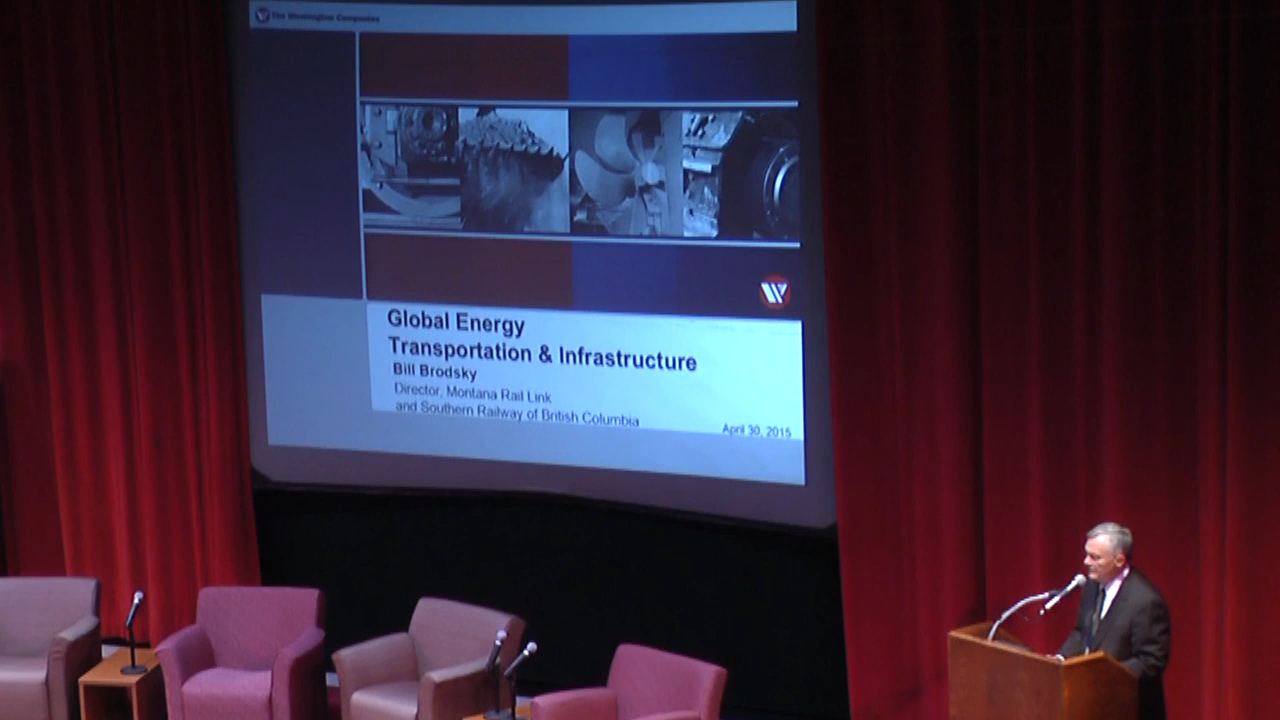 The Washington Companies
W
Global Energy
Transportation & Infrastructure
Bill Brodsky
Director, Montana Rail Link
and Southern Railway of British Columbia
April 30, 2015